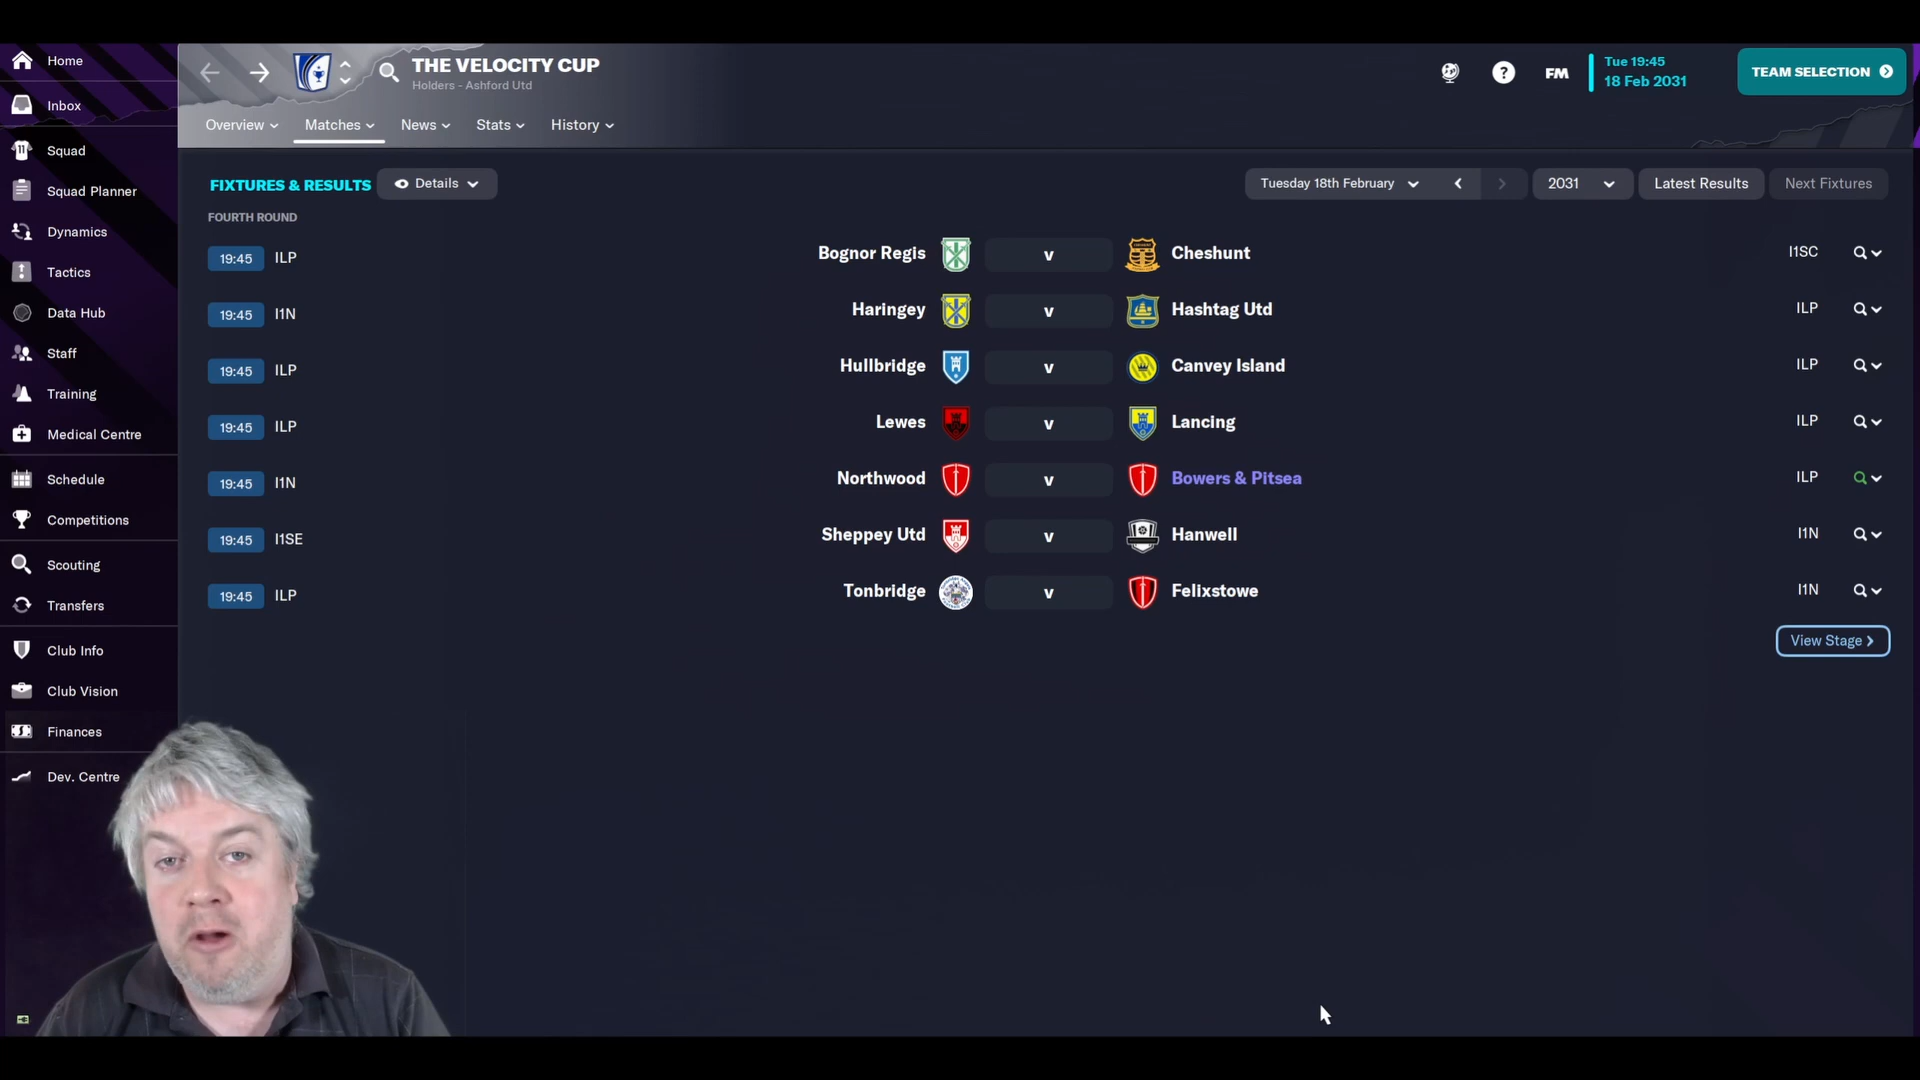 Home
Inbox
Squad
Squad Planner
Dynamics
Tactics
Data Hub
Staff
Training
Medical Centre
Schedule
Competitions
Scouting
Transfers
Club Info
Club Vision
Finances
Dev. Centre
THE VELOCITY CUP
Holders - Ashford Utd
FM
Tue 19:45
18 Feb 2031
TEAM SELECTION
Overview Matches News Stats History
FIXTURES & RESULTS Details Tuesday 18th February 2031 Latest Results Next Fixtures
FOURTH ROUND
19:45 ILP Bognor Regis v Cheshunt I1SC
19:45 I1N Haringey v Hashtag Utd ILP
19:45 ILP Hullbridge v Canvey Island ILP
19:45 ILP Lewes v Lancing ILP
19:45 I1N Northwood v Bowers & Pitsea ILP
19:45 I1SE Sheppey Utd v Hanwell I1N
19:45 ILP Tonbridge v Felixstowe I1N
View Stage